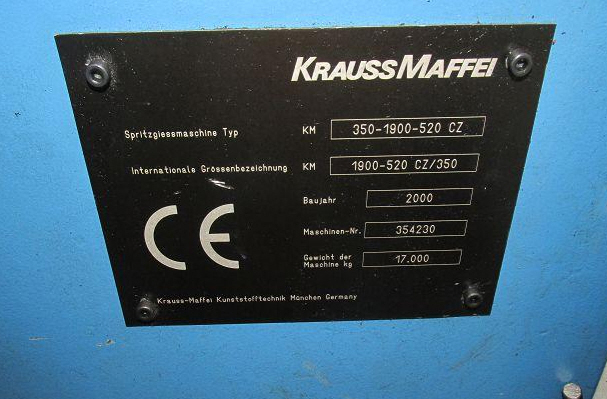 KRAUSSMAFFEI
Spritzgiessmaschine Typ KM 350-1900-520 CZ
Internationale Grössenbezeichnung KM 1900-520 CZ/350
Baujahr 2000
Maschinen-Nr. 354230
Gewicht der
Maschine kg 17.000
CE
Krauss-Maffei Kunststofftechnik München Germany